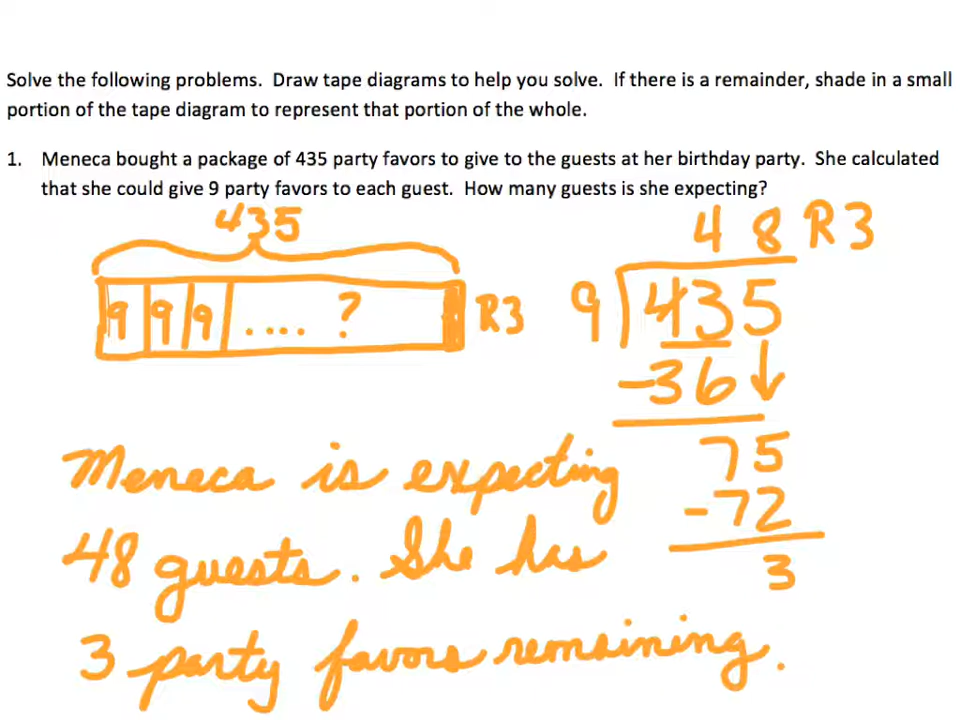 Solve the following problems.  Draw tape diagrams to help you solve.  If there is a remainder, shade in a small
portion of the tape diagram to represent that portion of the whole.
1.  Meneca bought a package of 435 party favors to give to the guests at her birthday party.  She calculated
that she could give 9 party favors to each guest.  How many guests is she expecting?
435
9 9 9 .... ? R3
48 R3
9 435
-36
75
-72
3
Meneca is expecting
48 guests. She has
3 party favors remaining.